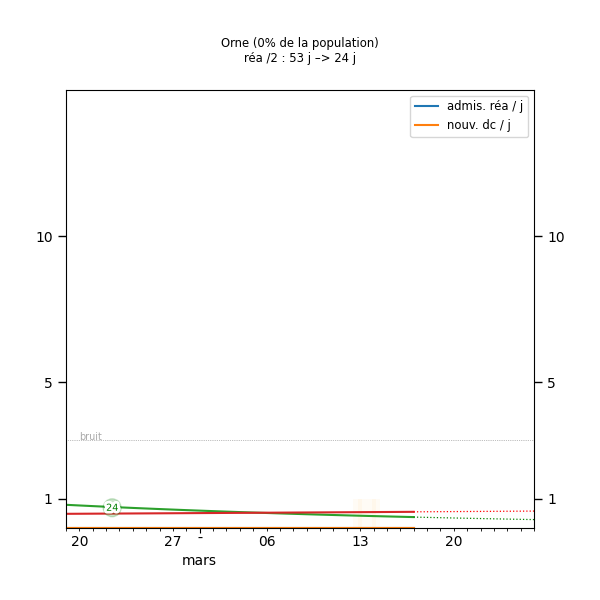 Orne (0% de la population)
réa /2 : 53 j –> 24 j
admis. réa / j
nouv. dc / j
10 10
5 5
bruit
1 1
24
20 27 - 06 13 20
mars